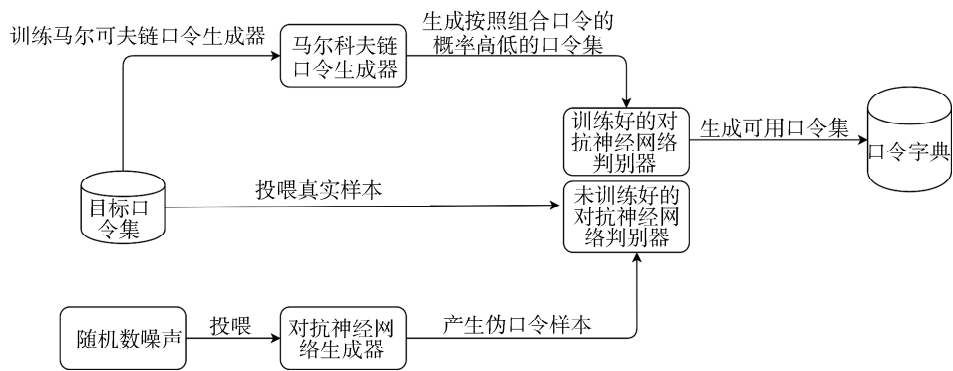 训练马尔可夫链口令生成器
马尔科夫链
口令生成器
生成按照组合口令的
概率高低的口令集
训练好的对
抗神经网络
判别器
生成可用口令集
口令字典
目标口
令集
投喂真实样本
未训练好的
对抗神经网
络判别器
随机数噪声
投喂
对抗神经网
络生成器
产生伪口令样本